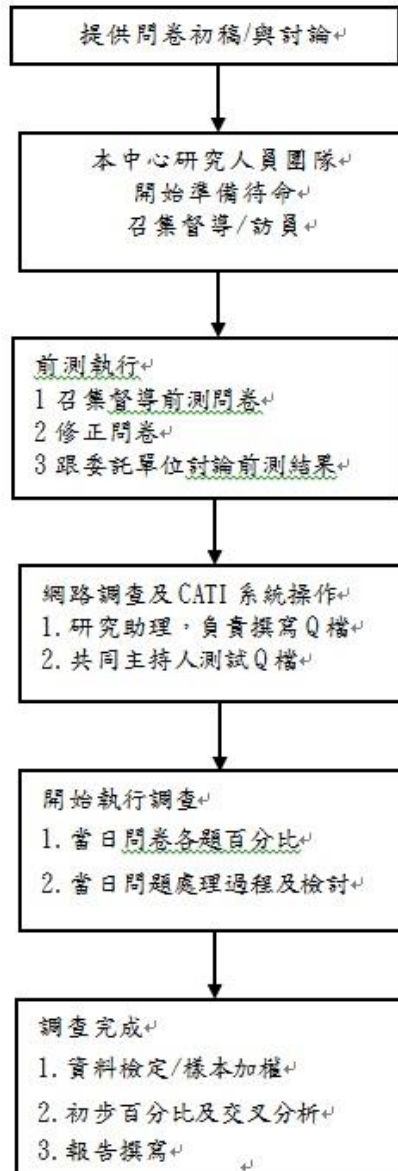 提供問卷初稿/與討論
本中心研究人員團隊
開始準備待命
召集督導/訪員
前測執行
1 召集督導前測問卷
2 修正問卷
3 跟委託單位討論前測結果
網路調查及 CATI 系統操作
1. 研究助理，負責撰寫 Q 檔
2. 共同主持人測試 Q 檔
開始執行調查
1. 當日問卷各題百分比
2. 當日問題處理過程及檢討
調查完成
1. 資料檢定/樣本加權
2. 初步百分比及交叉分析
3. 報告撰寫